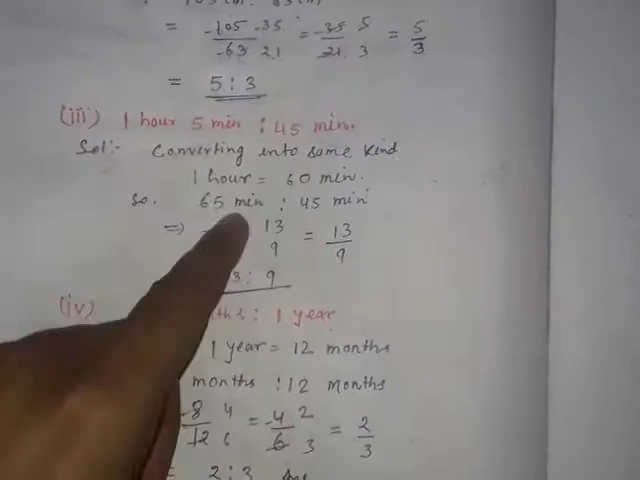 = -105 -35 = -35 5 = 5
-63 21 21 3 3
= 5 : 3
(iii) 1 hour 5 min : 45 min.
Sol:- Converting into same kind
1 hour = 60 min.
so. 65 min : 45 min
=> 13 = 13
9 9
3 : 9
(iv) ths : 1 year
1 year = 12 months
months : 12 months
-8 4 = -4 2 = 2
12 6 6 3 3
= 2 : 3